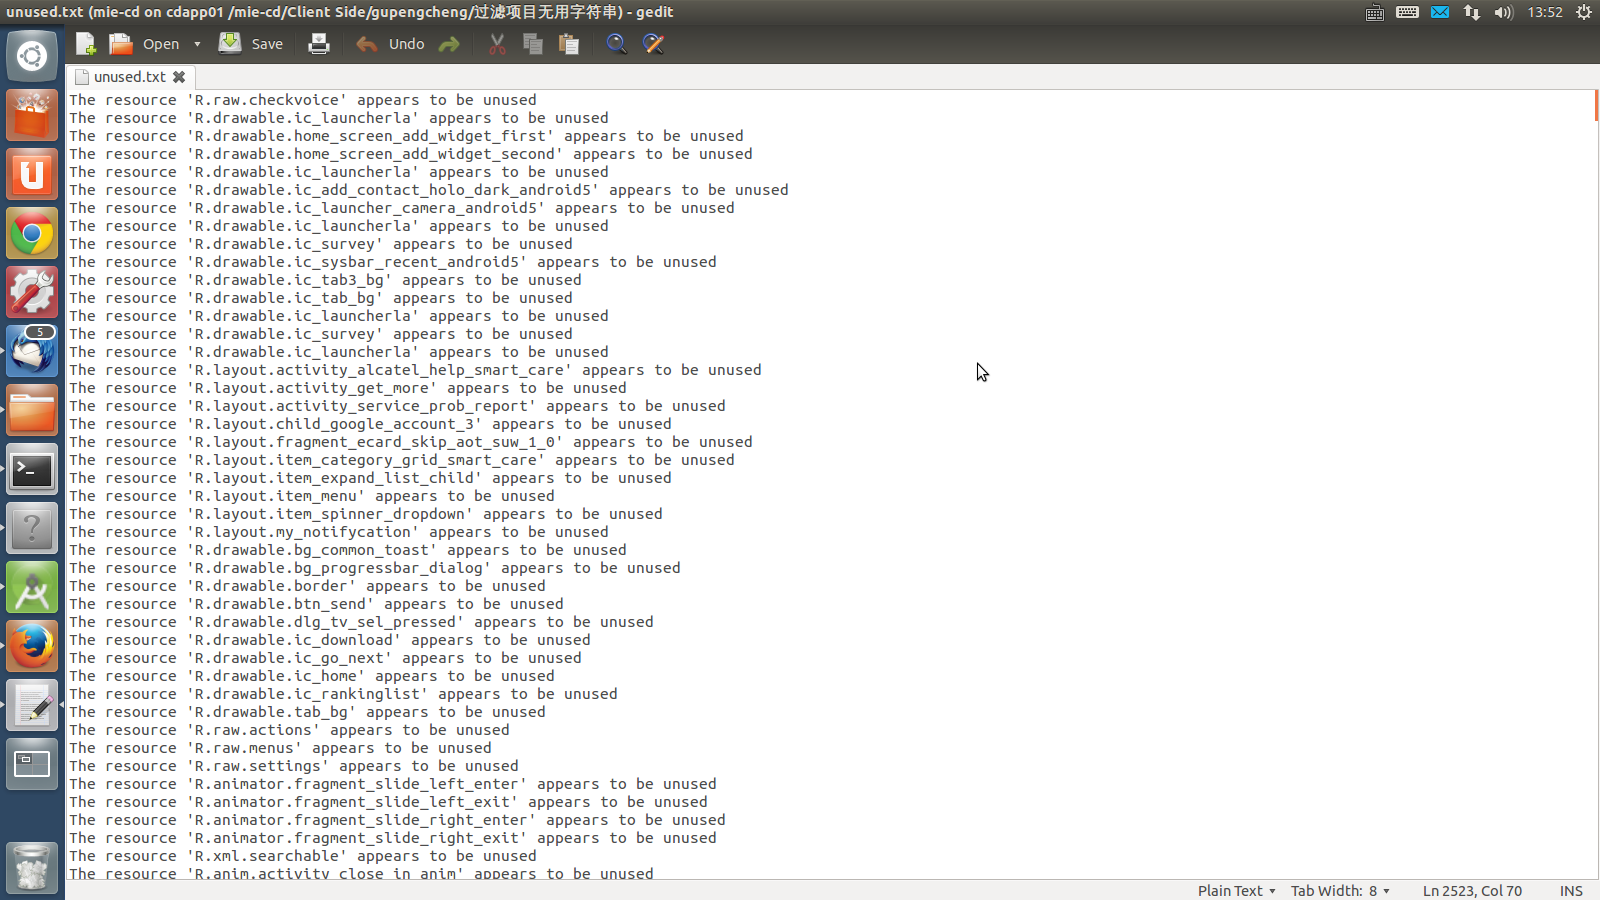 unused.txt (mie-cd on cdapp01 /mie-cd/Client Side/gupengcheng/过滤项目无用字符串) - gedit
13:52
Open
Save
Undo
unused.txt
The resource 'R.raw.checkvoice' appears to be unused
The resource 'R.drawable.ic_launcherla' appears to be unused
The resource 'R.drawable.home_screen_add_widget_first' appears to be unused
The resource 'R.drawable.home_screen_add_widget_second' appears to be unused
The resource 'R.drawable.ic_launcherla' appears to be unused
The resource 'R.drawable.ic_add_contact_holo_dark_android5' appears to be unused
The resource 'R.drawable.ic_launcher_camera_android5' appears to be unused
The resource 'R.drawable.ic_launcherla' appears to be unused
The resource 'R.drawable.ic_survey' appears to be unused
The resource 'R.drawable.ic_sysbar_recent_android5' appears to be unused
The resource 'R.drawable.ic_tab3_bg' appears to be unused
The resource 'R.drawable.ic_tab_bg' appears to be unused
The resource 'R.drawable.ic_launcherla' appears to be unused
The resource 'R.drawable.ic_survey' appears to be unused
The resource 'R.drawable.ic_launcherla' appears to be unused
The resource 'R.layout.activity_alcatel_help_smart_care' appears to be unused
The resource 'R.layout.activity_get_more' appears to be unused
The resource 'R.layout.activity_service_prob_report' appears to be unused
The resource 'R.layout.child_google_account_3' appears to be unused
The resource 'R.layout.fragment_ecard_skip_aot_suw_1_0' appears to be unused
The resource 'R.layout.item_category_grid_smart_care' appears to be unused
The resource 'R.layout.item_expand_list_child' appears to be unused
The resource 'R.layout.item_menu' appears to be unused
The resource 'R.layout.item_spinner_dropdown' appears to be unused
The resource 'R.layout.my_notifycation' appears to be unused
The resource 'R.drawable.bg_common_toast' appears to be unused
The resource 'R.drawable.bg_progressbar_dialog' appears to be unused
The resource 'R.drawable.border' appears to be unused
The resource 'R.drawable.btn_send' appears to be unused
The resource 'R.drawable.dlg_tv_sel_pressed' appears to be unused
The resource 'R.drawable.ic_download' appears to be unused
The resource 'R.drawable.ic_go_next' appears to be unused
The resource 'R.drawable.ic_home' appears to be unused
The resource 'R.drawable.ic_rankinglist' appears to be unused
The resource 'R.drawable.tab_bg' appears to be unused
The resource 'R.raw.actions' appears to be unused
The resource 'R.raw.menus' appears to be unused
The resource 'R.raw.settings' appears to be unused
The resource 'R.animator.fragment_slide_left_enter' appears to be unused
The resource 'R.animator.fragment_slide_left_exit' appears to be unused
The resource 'R.animator.fragment_slide_right_enter' appears to be unused
The resource 'R.animator.fragment_slide_right_exit' appears to be unused
The resource 'R.xml.searchable' appears to be unused
The resource 'R.anim.activity_close_in_anim' appears to be unused
5
Plain Text
Tab Width: 8
Ln 2523, Col 70
INS